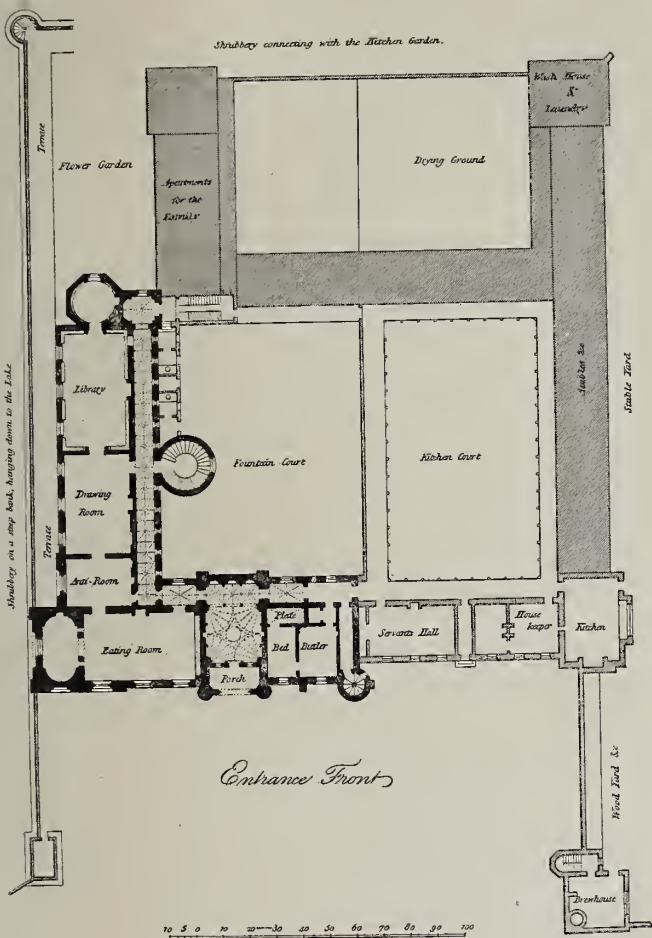 Shrubbery connecting with the Kitchen Garden.
Wash House
&
Laundry
Terrace
Flower Garden
Apartments
for the
Family
Drying Ground
Shrubbery on a steep bank, hanging down to the Lake
Library
Fountain Court
Kitchen Court
Stables &c
Stable Yard
Drawing
Room
Terrace
Anti-Room
Eating Room
Porch
Plate
Bed
Butler
Servants Hall
House
keeper
Kitchen
Entrance Front
Wood Yard &c
Brewhouse
10 5 0 10 20 30 40 50 60 70 80 90 100